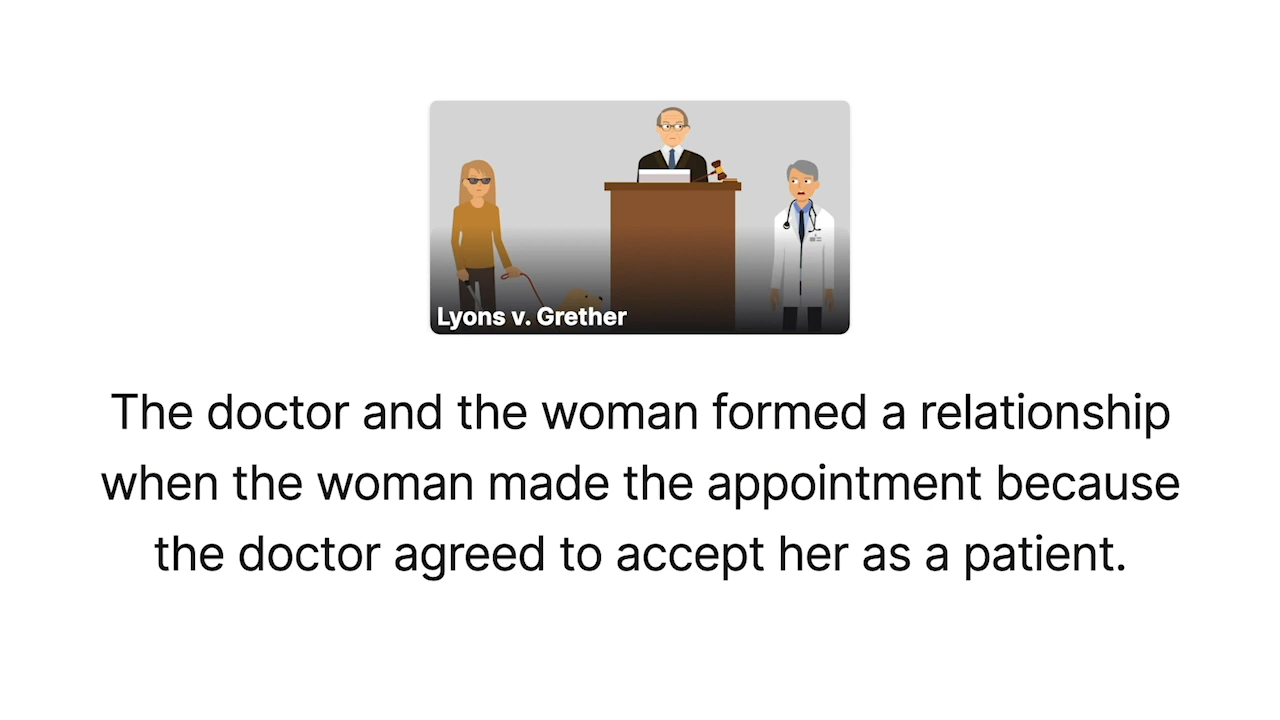 Lyons v. Grether
The doctor and the woman formed a relationship
when the woman made the appointment because
the doctor agreed to accept her as a patient.